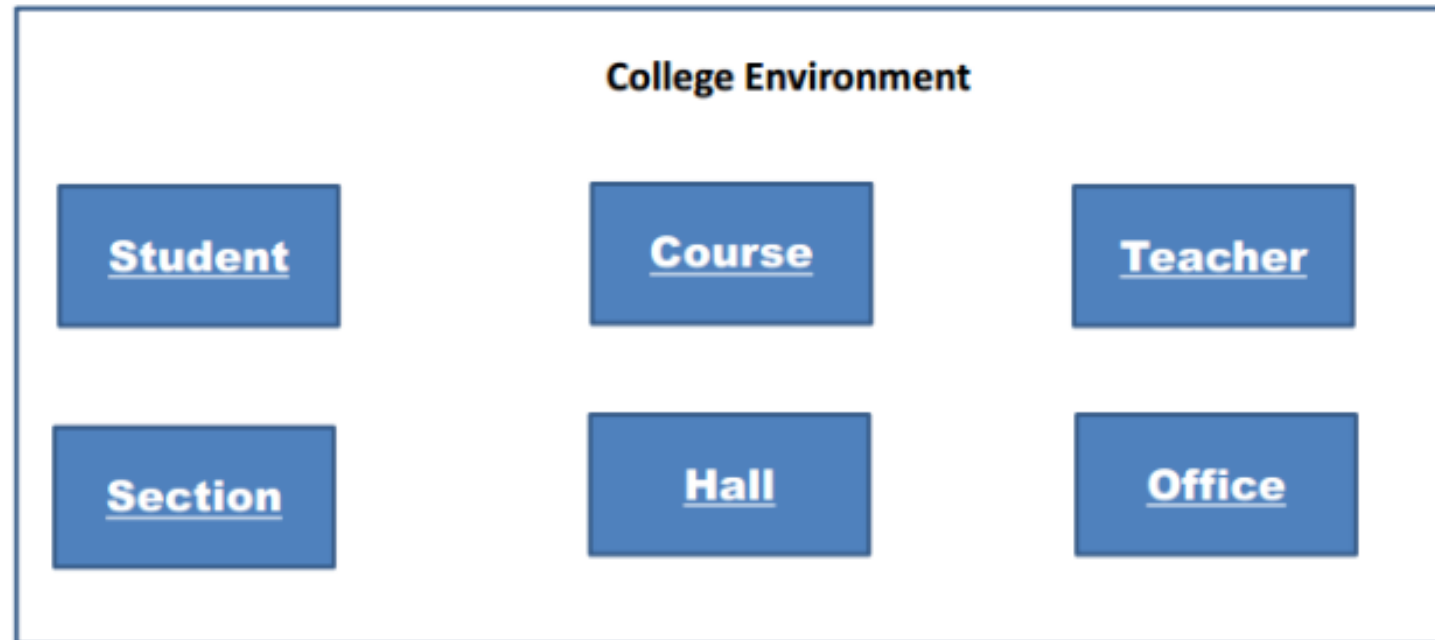 College Environment
Student
Course
Teacher
Section
Hall
Office